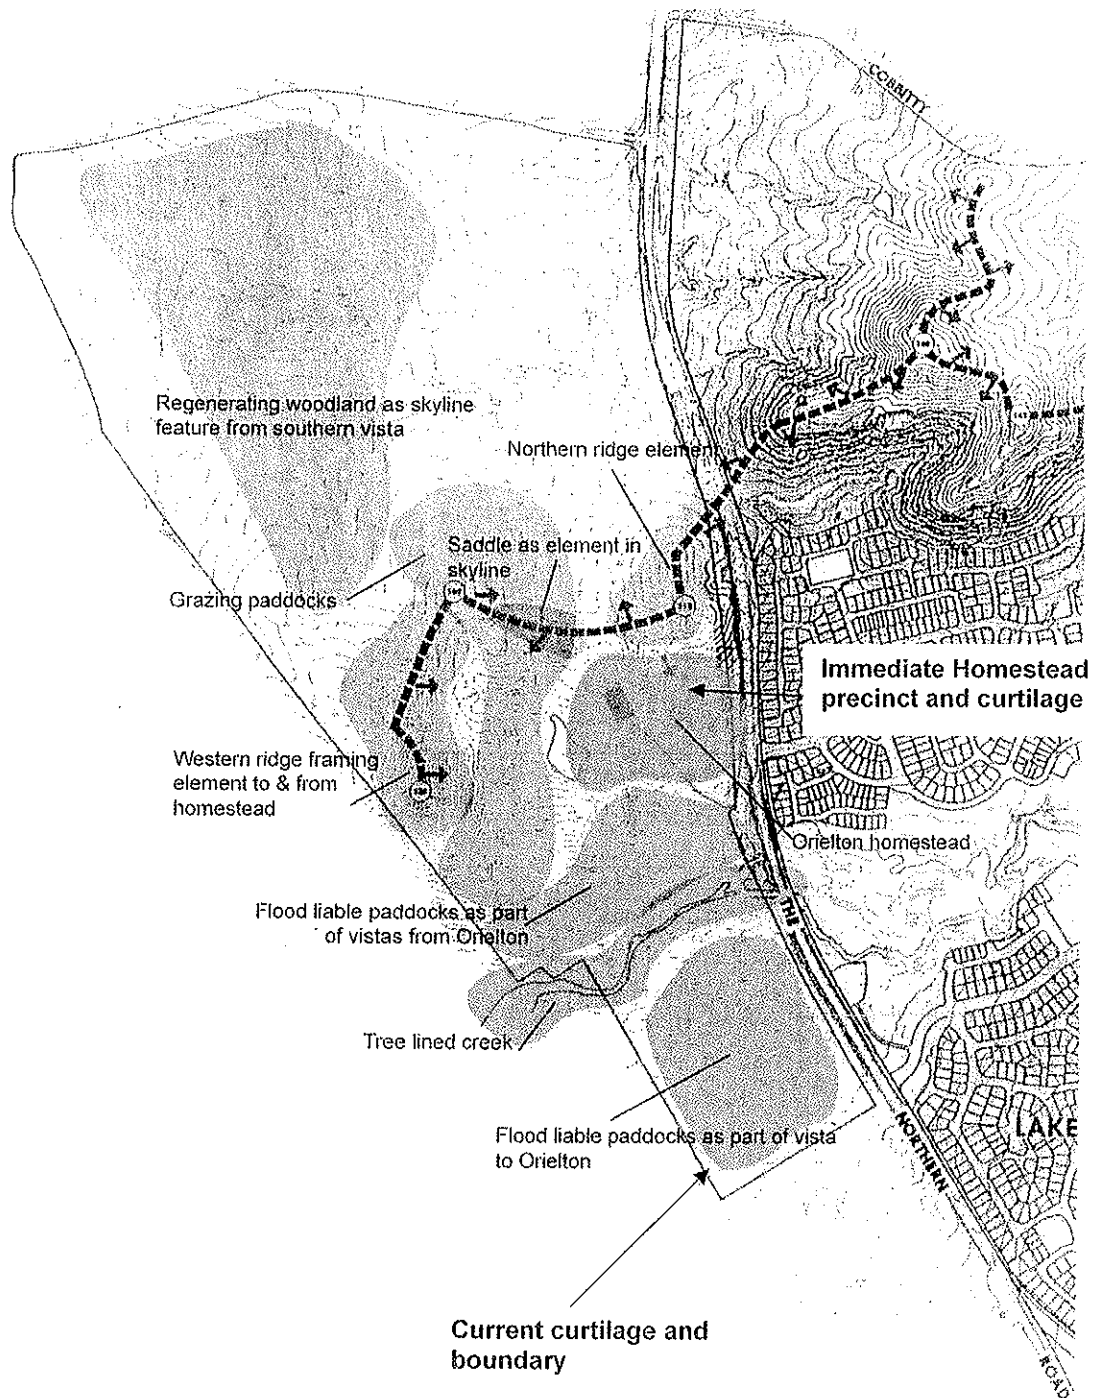 COBBITTY
Regenerating woodland as skyline
feature from southern vista
Northern ridge element
Saddle as element in
skyline
Grazing paddocks
Immediate Homestead
precinct and curtilage
Western ridge framing
element to & from
homestead
Orielton homestead
Flood liable paddocks as part
of vistas from Orielton
THE
Tree lined creek
NORTHERN
LAKE
Flood liable paddocks as part of vista
to Orielton
Current curtilage and
boundary
ROAD